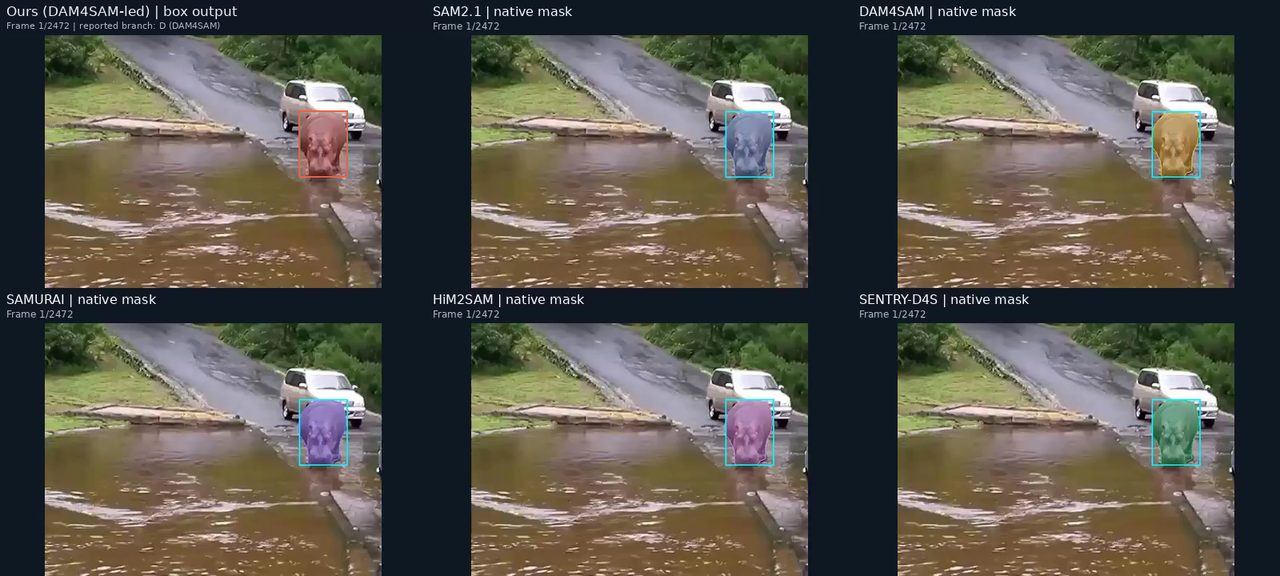 Ours (DAM4SAM-led) | box output
Frame 1/2472 | reported branch: D (DAM4SAM)
SAM2.1 | native mask
Frame 1/2472
DAM4SAM | native mask
Frame 1/2472
SAMURAI | native mask
Frame 1/2472
HiM2SAM | native mask
Frame 1/2472
SENTRY-D4S | native mask
Frame 1/2472